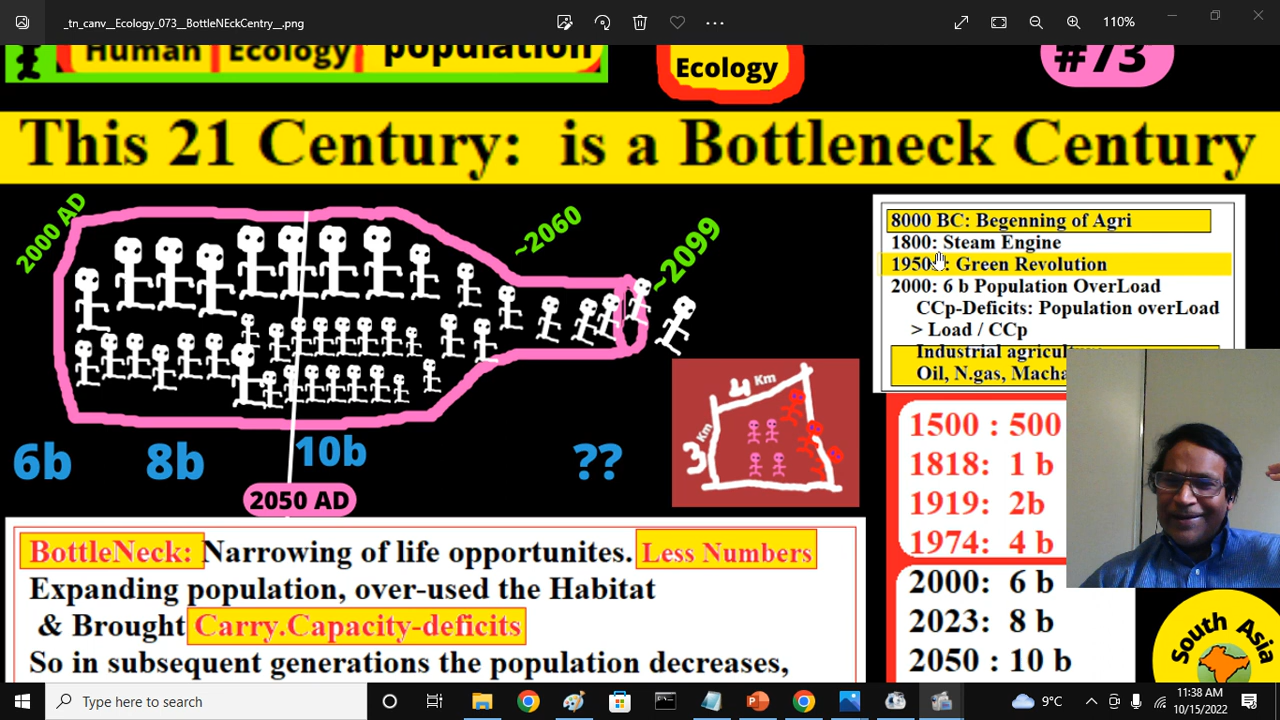 _tn_canv__Ecology_073__BottleNEckCentry__.png
110%
Human Ecology population
Ecology
#73
This 21 Century: is a Bottleneck Century
2000 AD
~2060
~2099
8000 BC: Begenning of Agri
1800: Steam Engine
1950s: Green Revolution
2000: 6 b Population OverLoad
CCp-Deficits: Population overLoad
> Load / CCp
Industrial
Oil, N.gas,
4 Km
3 Km
6b 8b 10b ??
2050 AD
1500 : 500
1818: 1 b
1919: 2b
1974: 4 b
2000: 6 b
2023: 8 b
2050 : 10 b
BottleNeck: Narrowing of life opportunites. Less Numbers
Expanding population, over-used the Habitat
& Brought Carry.Capacity-deficits
So in subsequent generations the population decreases,
South Asia
Type here to search
9°C
11:38 AM
10/15/2022